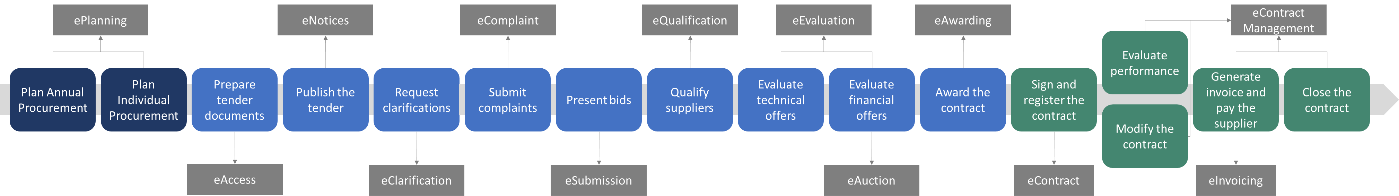 ePlanning
eNotices
eComplaint
eQualification
eEvaluation
eAwarding
eContract
Management
Plan Annual
Procurement
Plan
Individual
Procurement
Prepare
tender
documents
Publish the
tender
Request
clarifications
Submit
complaints
Present bids
Qualify
suppliers
Evaluate
technical
offers
Evaluate
financial
offers
Award the
contract
Sign and
register the
contract
Evaluate
performance
Modify the
contract
Generate
invoice and
pay the
supplier
Close the
contract
eAccess
eClarification
eSubmission
eAuction
eContract
eInvoicing